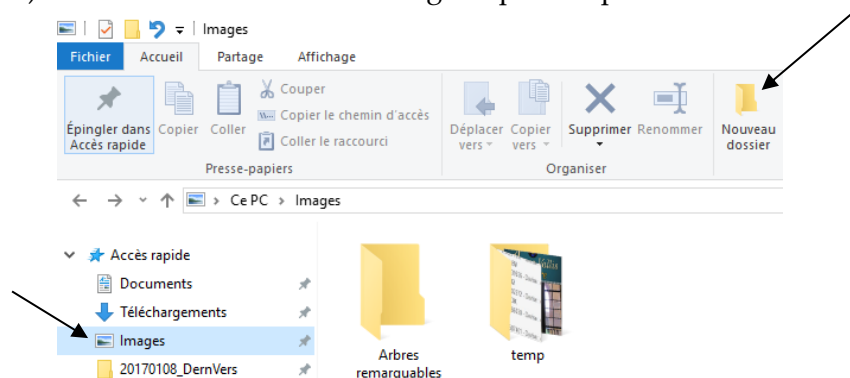 Images
Fichier Accueil Partage Affichage
Couper
Copier le chemin d'accès
Coller le raccourci
Épingler dans Accès rapide
Copier
Coller
Déplacer vers
Copier vers
Supprimer
Renommer
Nouveau dossier
Presse-papiers
Organiser
Ce PC > Images
Accès rapide
Documents
Téléchargements
Images
20170108_DernVers
Arbres remarquables
temp